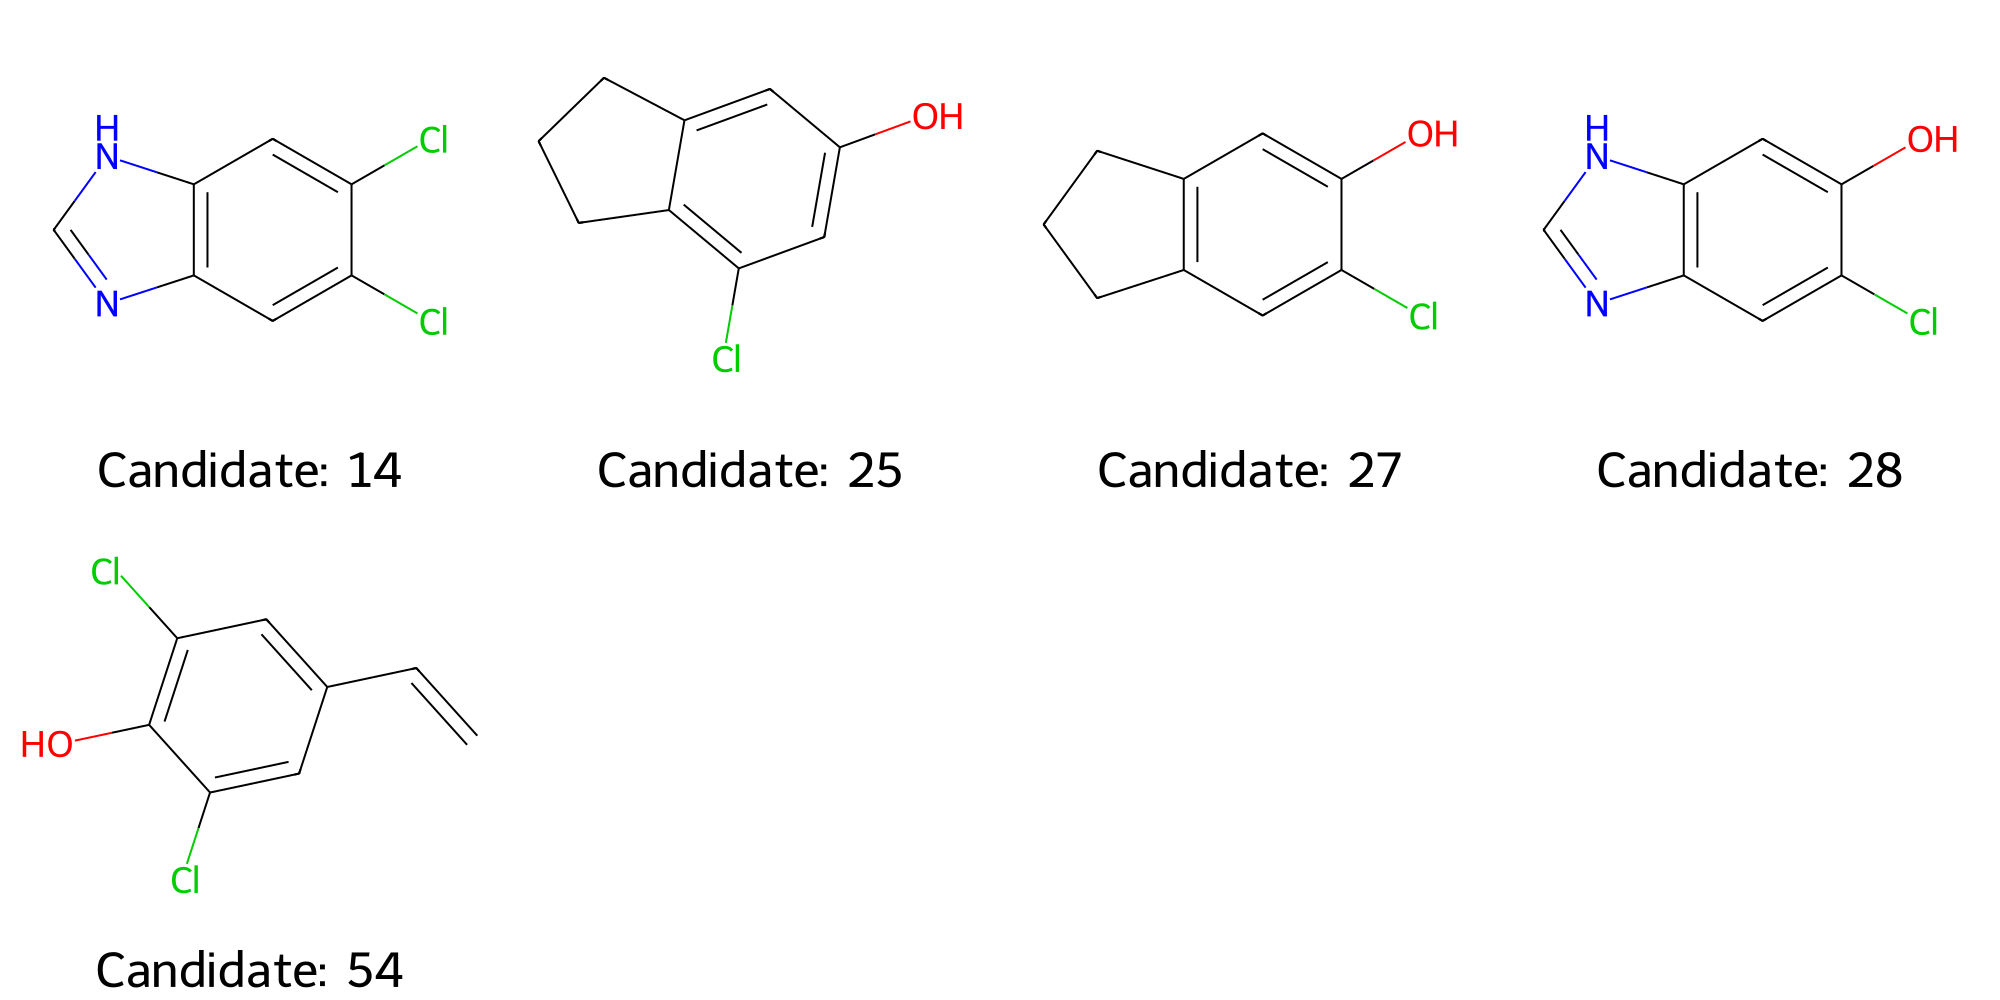 H
N
N
Cl
Cl
Candidate: 14
OH
Cl
Candidate: 25
OH
Cl
Candidate: 27
H
N
N
OH
Cl
Candidate: 28
Cl
HO
Cl
Candidate: 54